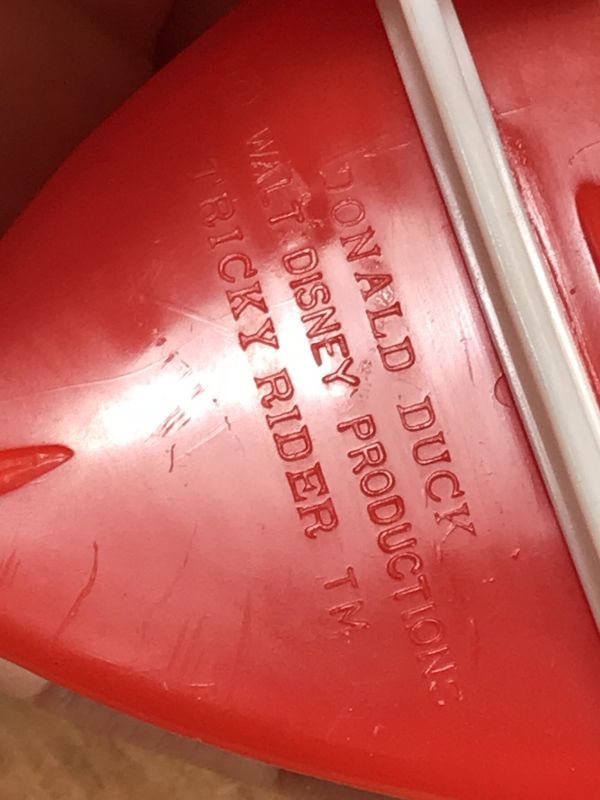 DONALD DUCK
© WALT DISNEY PRODUCTIONS
TRICKY RIDER TM